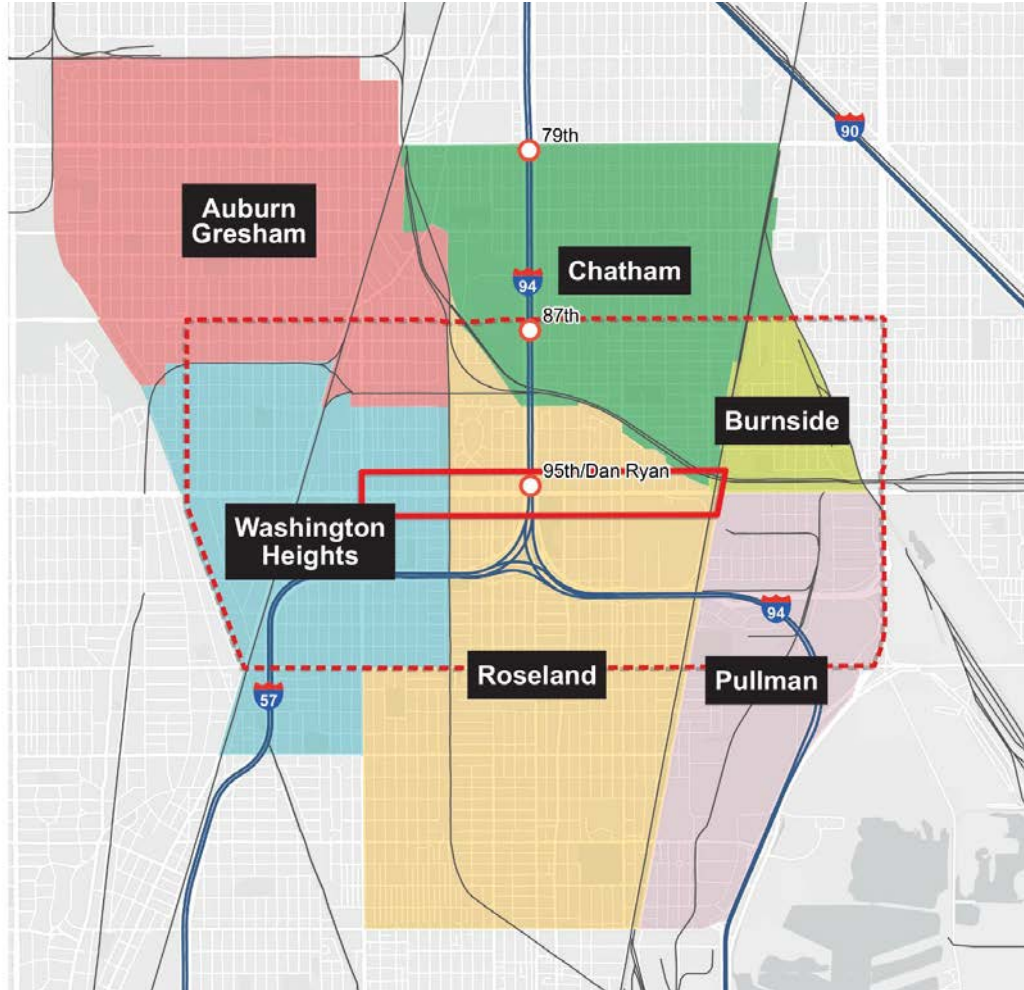 79th
90
Auburn
Gresham
Chatham
94
87th
Burnside
95th/Dan Ryan
Washington
Heights
94
Roseland
Pullman
57